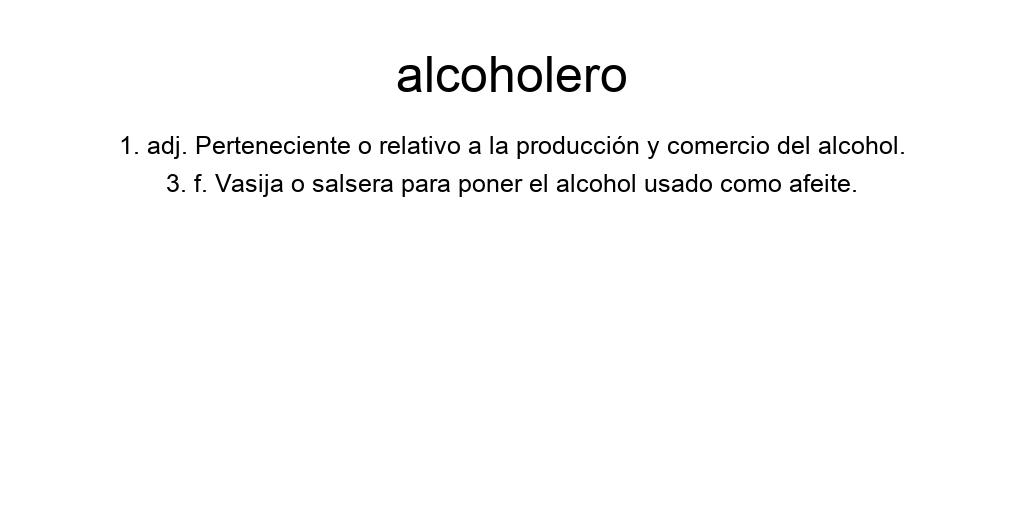 alcoholero
1. adj. Perteneciente o relativo a la producción y comercio del alcohol.
3. f. Vasija o salsera para poner el alcohol usado como afeite.